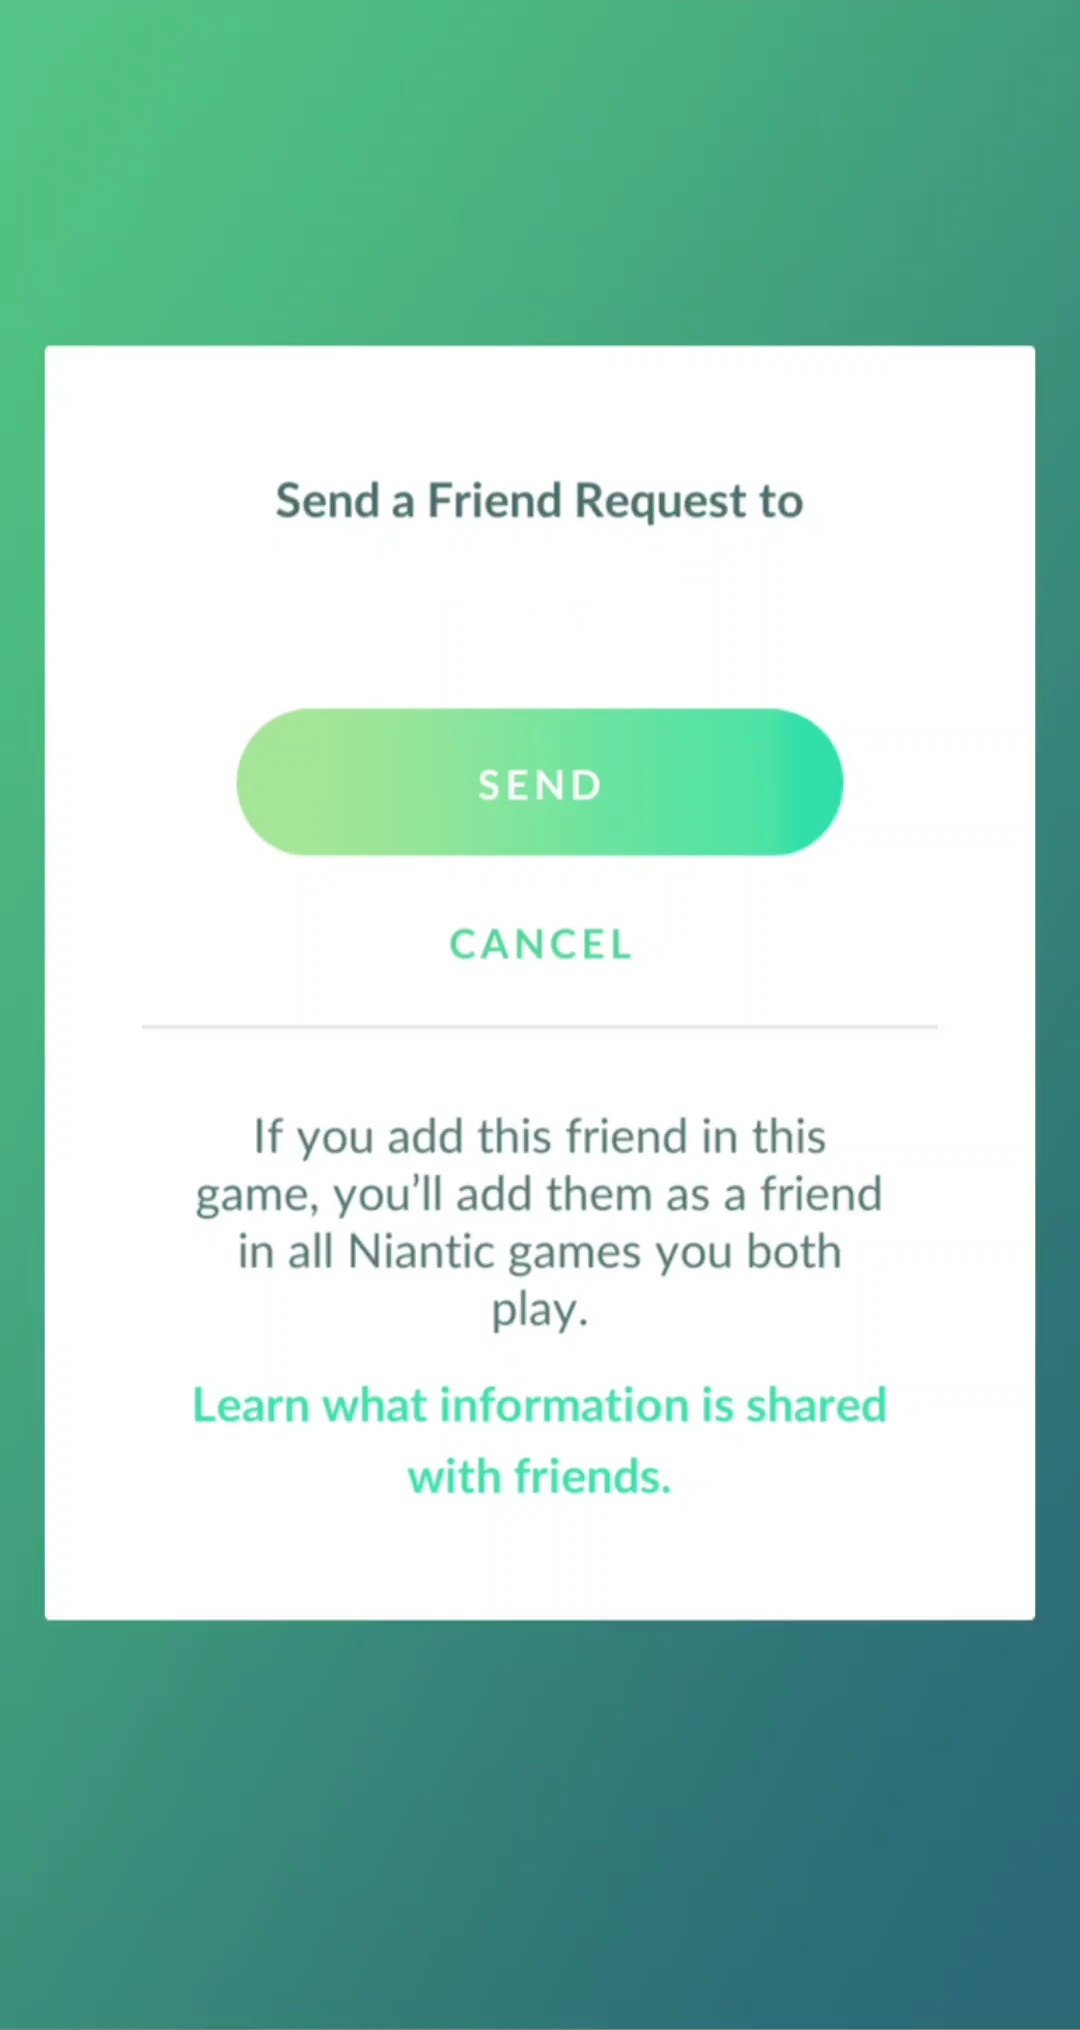 Send a Friend Request to
SEND
CANCEL
If you add this friend in this
game, you’ll add them as a friend
in all Niantic games you both
play.
Learn what information is shared
with friends.